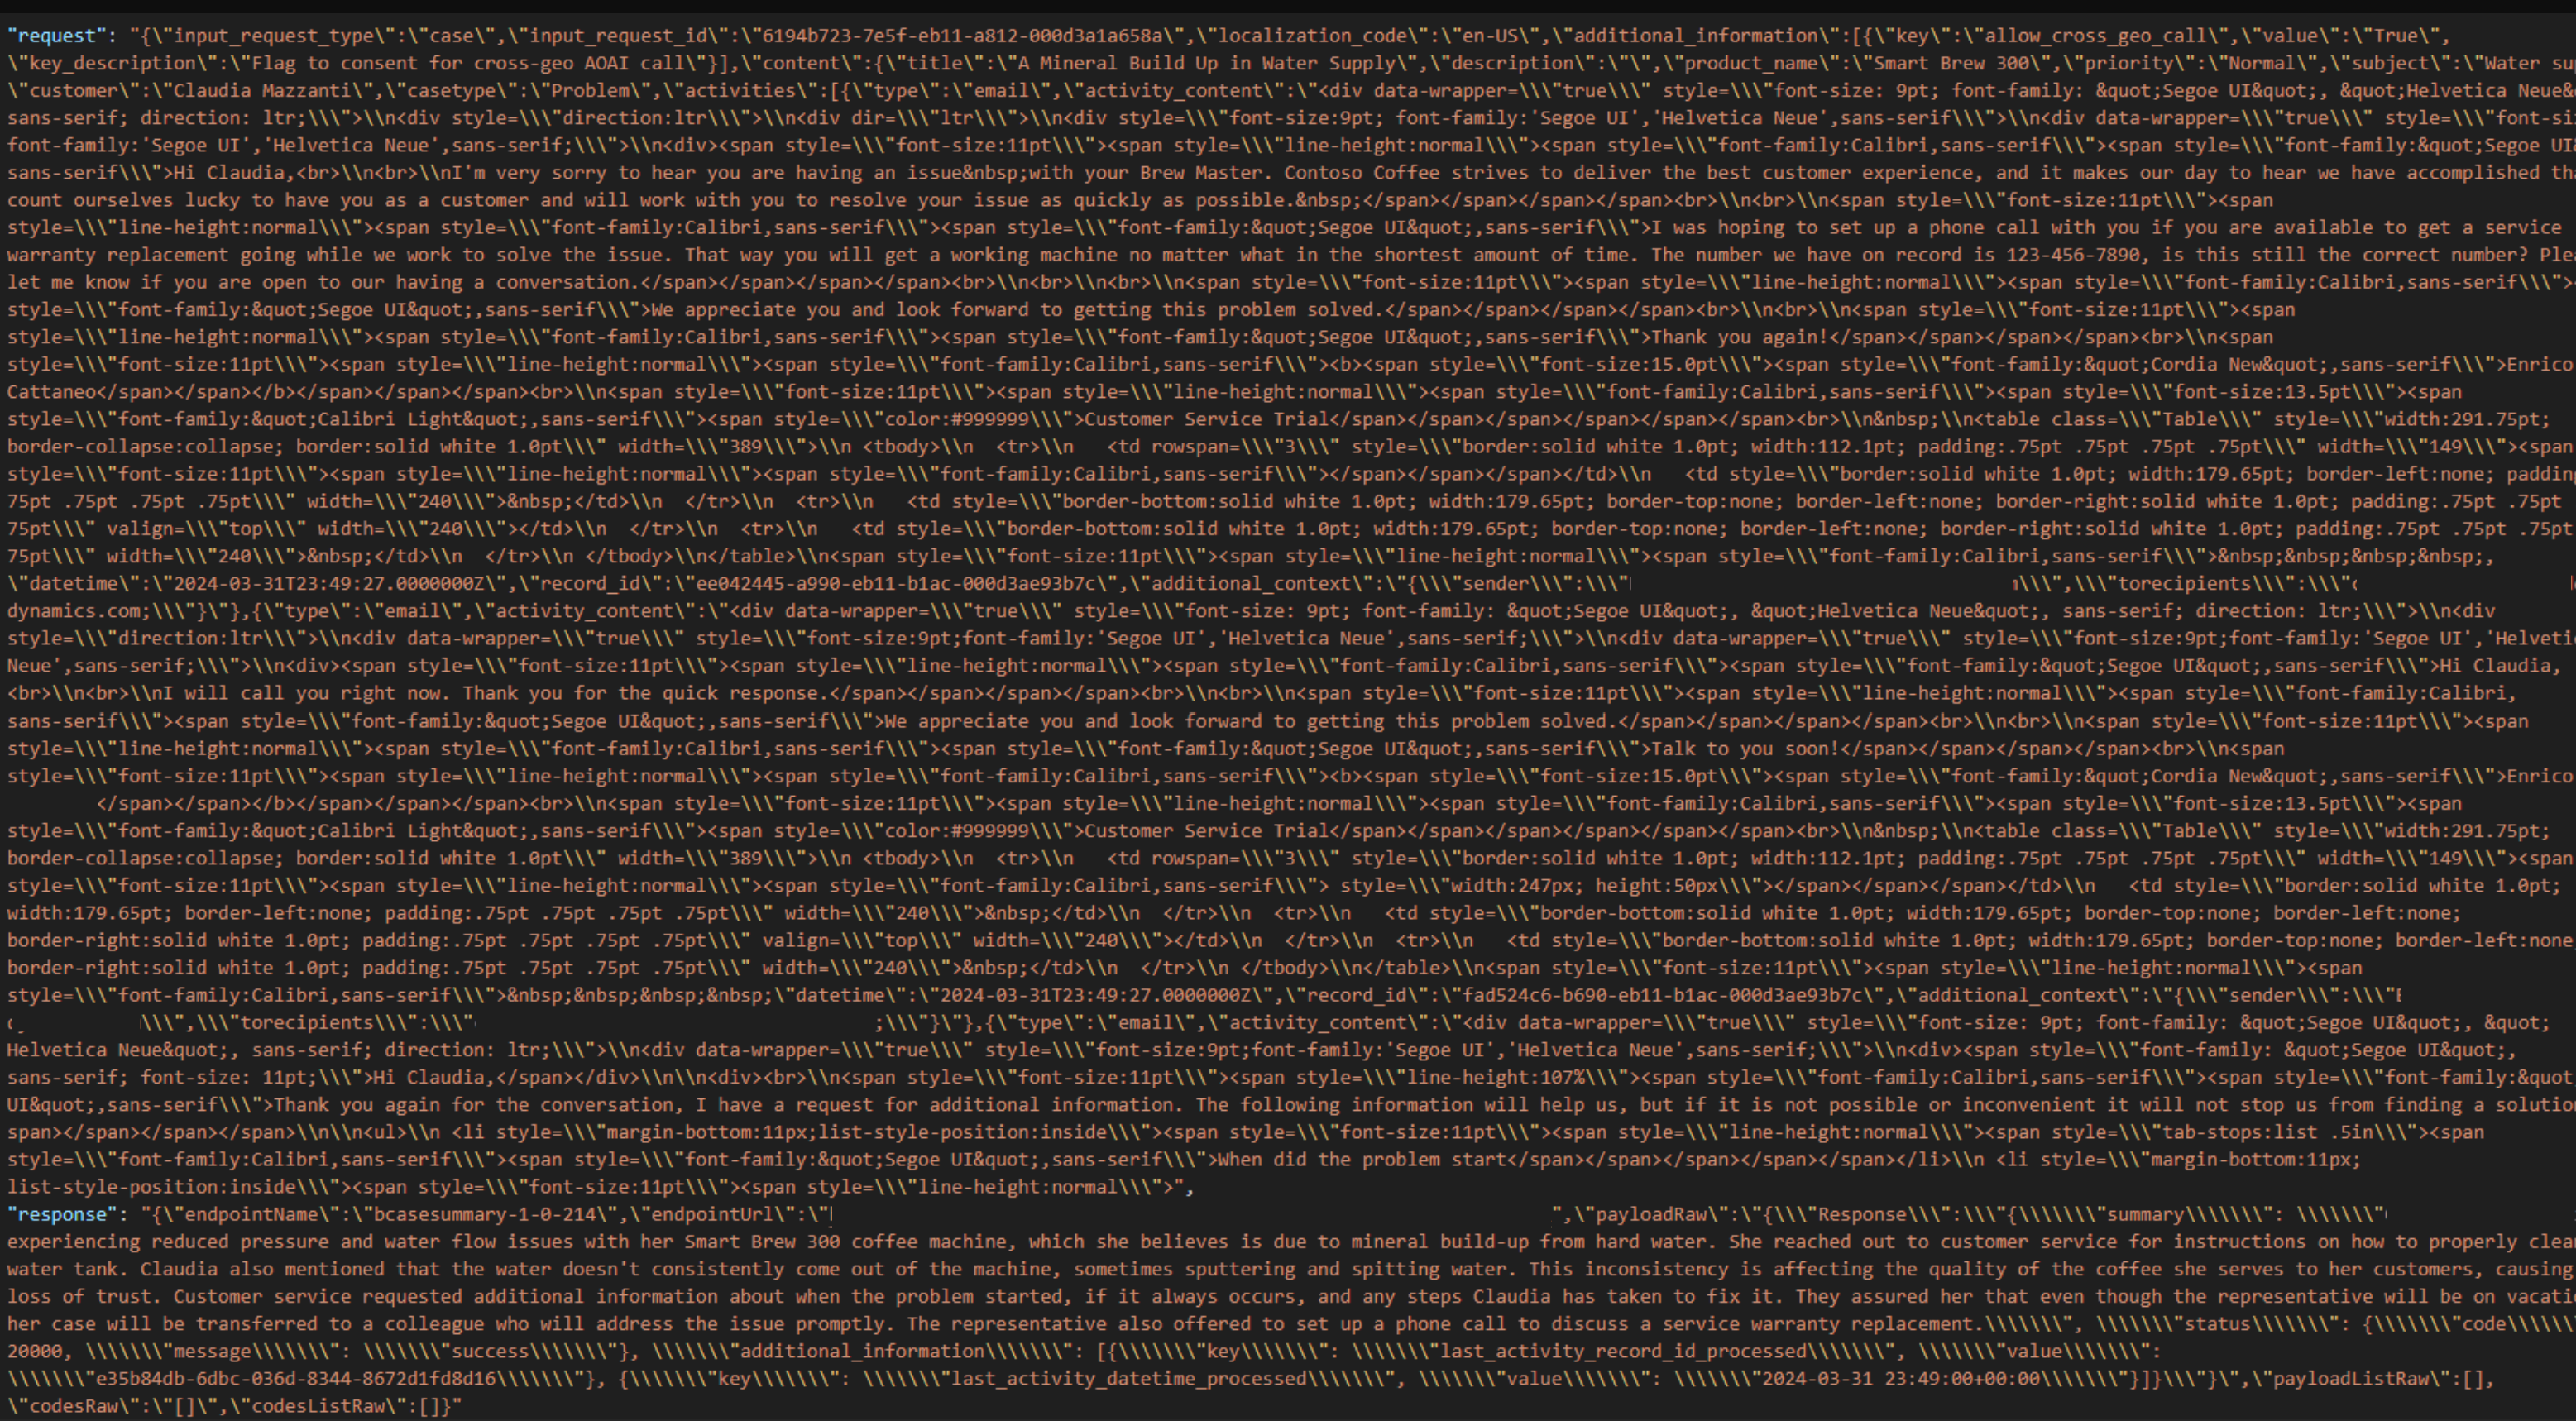 "request": "{\"input_request_type\":\"case\",\"input_request_id\":\"6194b723-7e5f-eb11-a812-000d3a1a658a\",\"localization_code\":\"en-US\",\"additional_information\":[{\"key\":\"allow_cross_geo_call\",\"value\":\"True\",
\"key_description\":\"Flag to consent for cross-geo AOAI call\"}],\"content\":{\"title\":\"A Mineral Build Up in Water Supply\",\"description\":\"\",\"product_name\":\"Smart Brew 300\",\"priority\":\"Normal\",\"subject\":\"Water su
\"customer\":\"Claudia Mazzanti\",\"casetype\":\"Problem\",\"activities\":[{\"type\":\"email\",\"activity_content\":\"<div data-wrapper=\\\"true\\\" style=\\\"font-size: 9pt; font-family: &quot;Segoe UI&quot;, &quot;Helvetica Neue&
sans-serif; direction: ltr;\\\">\\n<div style=\\\"direction:ltr\\\">\\n<div dir=\\\"ltr\\\">\\n<div style=\\\"font-size:9pt; font-family:'Segoe UI','Helvetica Neue',sans-serif\\\">\\n<div data-wrapper=\\\"true\\\" style=\\\"font-si
font-family:'Segoe UI','Helvetica Neue',sans-serif;\\\">\\n<div><span style=\\\"font-size:11pt\\\"><span style=\\\"line-height:normal\\\"><span style=\\\"font-family:Calibri,sans-serif\\\"><span style=\\\"font-family:&quot;Segoe UI
sans-serif\\\">Hi Claudia,<br>\\n<br>\\nI'm very sorry to hear you are having an issue&nbsp;with your Brew Master. Contoso Coffee strives to deliver the best customer experience, and it makes our day to hear we have accomplished th
count ourselves lucky to have you as a customer and will work with you to resolve your issue as quickly as possible.&nbsp;</span></span></span></span><br>\\n<br>\\n<span style=\\\"font-size:11pt\\\"><span
style=\\\"line-height:normal\\\"><span style=\\\"font-family:Calibri,sans-serif\\\"><span style=\\\"font-family:&quot;Segoe UI&quot;,sans-serif\\\">I was hoping to set up a phone call with you if you are available to get a service
warranty replacement going while we work to solve the issue. That way you will get a working machine no matter what in the shortest amount of time. The number we have on record is 123-456-7890, is this still the correct number? Ple
let me know if you are open to our having a conversation.</span></span></span></span><br>\\n<br>\\n<br>\\n<span style=\\\"font-size:11pt\\\"><span style=\\\"line-height:normal\\\"><span style=\\\"font-family:Calibri,sans-serif\\\">
style=\\\"font-family:&quot;Segoe UI&quot;,sans-serif\\\">We appreciate you and look forward to getting this problem solved.</span></span></span></span><br>\\n<br>\\n<span style=\\\"font-size:11pt\\\"><span
style=\\\"line-height:normal\\\"><span style=\\\"font-family:Calibri,sans-serif\\\"><span style=\\\"font-family:&quot;Segoe UI&quot;,sans-serif\\\">Thank you again!</span></span></span></span><br>\\n<span
style=\\\"font-size:11pt\\\"><span style=\\\"line-height:normal\\\"><span style=\\\"font-family:Calibri,sans-serif\\\"><b><span style=\\\"font-size:15.0pt\\\"><span style=\\\"font-family:&quot;Cordia New&quot;,sans-serif\\\">Enrico
Cattaneo</span></span></b></span></span></span><br>\\n<span style=\\\"font-size:11pt\\\"><span style=\\\"line-height:normal\\\"><span style=\\\"font-family:Calibri,sans-serif\\\"><span style=\\\"font-size:13.5pt\\\"><span
style=\\\"font-family:&quot;Calibri Light&quot;,sans-serif\\\"><span style=\\\"color:#999999\\\">Customer Service Trial</span></span></span></span></span></span><br>\\n&nbsp;\\n<table class=\\\"Table\\\" style=\\\"width:291.75pt;
border-collapse:collapse; border:solid white 1.0pt\\\" width=\\\"389\\\">\\n <tbody>\\n  <tr>\\n   <td rowspan=\\\"3\\\" style=\\\"border:solid white 1.0pt; width:112.1pt; padding:.75pt .75pt .75pt .75pt\\\" width=\\\"149\\\"><span
style=\\\"font-size:11pt\\\"><span style=\\\"line-height:normal\\\"><span style=\\\"font-family:Calibri,sans-serif\\\"></span></span></span></td>\\n   <td style=\\\"border:solid white 1.0pt; width:179.65pt; border-left:none; padding
75pt .75pt .75pt .75pt\\\" width=\\\"240\\\">&nbsp;</td>\\n  </tr>\\n  <tr>\\n   <td style=\\\"border-bottom:solid white 1.0pt; width:179.65pt; border-top:none; border-left:none; border-right:solid white 1.0pt; padding:.75pt .75pt
75pt\\\" valign=\\\"top\\\" width=\\\"240\\\"></td>\\n  </tr>\\n  <tr>\\n   <td style=\\\"border-bottom:solid white 1.0pt; width:179.65pt; border-top:none; border-left:none; border-right:solid white 1.0pt; padding:.75pt .75pt .75pt
75pt\\\" width=\\\"240\\\">&nbsp;</td>\\n  </tr>\\n </tbody>\\n</table>\\n<span style=\\\"font-size:11pt\\\"><span style=\\\"line-height:normal\\\"><span style=\\\"font-family:Calibri,sans-serif\\\">&nbsp;&nbsp;&nbsp;&nbsp;,
\"datetime\":\"2024-03-31T23:49:27.0000000Z\",\"record_id\":\"ee042445-a990-eb11-b1ac-000d3ae93b7c\",\"additional_context\":\"{\\\"sender\\\":\\\" \\\",\\\"torecipients\\\":\\\"
dynamics.com;\\\"}\"},{\"type\":\"email\",\"activity_content\":\"<div data-wrapper=\\\"true\\\" style=\\\"font-size: 9pt; font-family: &quot;Segoe UI&quot;, &quot;Helvetica Neue&quot;, sans-serif; direction: ltr;\\\">\\n<div
style=\\\"direction:ltr\\\">\\n<div data-wrapper=\\\"true\\\" style=\\\"font-size:9pt;font-family:'Segoe UI','Helvetica Neue',sans-serif;\\\">\\n<div data-wrapper=\\\"true\\\" style=\\\"font-size:9pt;font-family:'Segoe UI','Helveti
Neue',sans-serif;\\\">\\n<div><span style=\\\"font-size:11pt\\\"><span style=\\\"line-height:normal\\\"><span style=\\\"font-family:Calibri,sans-serif\\\"><span style=\\\"font-family:&quot;Segoe UI&quot;,sans-serif\\\">Hi Claudia,
<br>\\n<br>\\nI will call you right now. Thank you for the quick response.</span></span></span></span><br>\\n<br>\\n<span style=\\\"font-size:11pt\\\"><span style=\\\"line-height:normal\\\"><span style=\\\"font-family:Calibri,
sans-serif\\\"><span style=\\\"font-family:&quot;Segoe UI&quot;,sans-serif\\\">We appreciate you and look forward to getting this problem solved.</span></span></span></span><br>\\n<br>\\n<span style=\\\"font-size:11pt\\\"><span
style=\\\"line-height:normal\\\"><span style=\\\"font-family:Calibri,sans-serif\\\"><span style=\\\"font-family:&quot;Segoe UI&quot;,sans-serif\\\">Talk to you soon!</span></span></span></span><br>\\n<span
style=\\\"font-size:11pt\\\"><span style=\\\"line-height:normal\\\"><span style=\\\"font-family:Calibri,sans-serif\\\"><b><span style=\\\"font-size:15.0pt\\\"><span style=\\\"font-family:&quot;Cordia New&quot;,sans-serif\\\">Enrico
</span></span></b></span></span></span><br>\\n<span style=\\\"font-size:11pt\\\"><span style=\\\"line-height:normal\\\"><span style=\\\"font-family:Calibri,sans-serif\\\"><span style=\\\"font-size:13.5pt\\\"><span
style=\\\"font-family:&quot;Calibri Light&quot;,sans-serif\\\"><span style=\\\"color:#999999\\\">Customer Service Trial</span></span></span></span></span></span><br>\\n&nbsp;\\n<table class=\\\"Table\\\" style=\\\"width:291.75pt;
border-collapse:collapse; border:solid white 1.0pt\\\" width=\\\"389\\\">\\n <tbody>\\n  <tr>\\n   <td rowspan=\\\"3\\\" style=\\\"border:solid white 1.0pt; width:112.1pt; padding:.75pt .75pt .75pt .75pt\\\" width=\\\"149\\\"><span
style=\\\"font-size:11pt\\\"><span style=\\\"line-height:normal\\\"><span style=\\\"font-family:Calibri,sans-serif\\\"> style=\\\"width:247px; height:50px\\\"></span></span></span></td>\\n   <td style=\\\"border:solid white 1.0pt;
width:179.65pt; border-left:none; padding:.75pt .75pt .75pt .75pt\\\" width=\\\"240\\\">&nbsp;</td>\\n  </tr>\\n  <tr>\\n   <td style=\\\"border-bottom:solid white 1.0pt; width:179.65pt; border-top:none; border-left:none;
border-right:solid white 1.0pt; padding:.75pt .75pt .75pt .75pt\\\" valign=\\\"top\\\" width=\\\"240\\\"></td>\\n  </tr>\\n  <tr>\\n   <td style=\\\"border-bottom:solid white 1.0pt; width:179.65pt; border-top:none; border-left:none
border-right:solid white 1.0pt; padding:.75pt .75pt .75pt .75pt\\\" width=\\\"240\\\">&nbsp;</td>\\n  </tr>\\n </tbody>\\n</table>\\n<span style=\\\"font-size:11pt\\\"><span style=\\\"line-height:normal\\\"><span
style=\\\"font-family:Calibri,sans-serif\\\">&nbsp;&nbsp;&nbsp;&nbsp;\"datetime\":\"2024-03-31T23:49:27.0000000Z\",\"record_id\":\"fad524c6-b690-eb11-b1ac-000d3ae93b7c\",\"additional_context\":\"{\\\"sender\\\":\\\"
\\\",\\\"torecipients\\\":\\\" ;\\\"}\"},{\"type\":\"email\",\"activity_content\":\"<div data-wrapper=\\\"true\\\" style=\\\"font-size: 9pt; font-family: &quot;Segoe UI&quot;, &quot;
Helvetica Neue&quot;, sans-serif; direction: ltr;\\\">\\n<div data-wrapper=\\\"true\\\" style=\\\"font-size:9pt;font-family:'Segoe UI','Helvetica Neue',sans-serif;\\\">\\n<div><span style=\\\"font-family: &quot;Segoe UI&quot;,
sans-serif; font-size: 11pt;\\\">Hi Claudia,</span></div>\\n\\n<div><br>\\n<span style=\\\"font-size:11pt\\\"><span style=\\\"line-height:107%\\\"><span style=\\\"font-family:Calibri,sans-serif\\\"><span style=\\\"font-family:&quot
UI&quot;,sans-serif\\\">Thank you again for the conversation, I have a request for additional information. The following information will help us, but if it is not possible or inconvenient it will not stop us from finding a solutio
span></span></span></span>\\n\\n<ul>\\n <li style=\\\"margin-bottom:11px;list-style-position:inside\\\"><span style=\\\"font-size:11pt\\\"><span style=\\\"line-height:normal\\\"><span style=\\\"tab-stops:list .5in\\\"><span
style=\\\"font-family:Calibri,sans-serif\\\"><span style=\\\"font-family:&quot;Segoe UI&quot;,sans-serif\\\">When did the problem start</span></span></span></span></span></li>\\n <li style=\\\"margin-bottom:11px;
list-style-position:inside\\\"><span style=\\\"font-size:11pt\\\"><span style=\\\"line-height:normal\\\">",
"response": "{\"endpointName\":\"bcasesummary-1-0-214\",\"endpointUrl\":\" ",\"payloadRaw\":\"{\\\"Response\\\":\\\"{\\\\\\\"summary\\\\\\\": \\\\\\\"
experiencing reduced pressure and water flow issues with her Smart Brew 300 coffee machine, which she believes is due to mineral build-up from hard water. She reached out to customer service for instructions on how to properly clea
water tank. Claudia also mentioned that the water doesn't consistently come out of the machine, sometimes sputtering and spitting water. This inconsistency is affecting the quality of the coffee she serves to her customers, causing
loss of trust. Customer service requested additional information about when the problem started, if it always occurs, and any steps Claudia has taken to fix it. They assured her that even though the representative will be on vacati
her case will be transferred to a colleague who will address the issue promptly. The representative also offered to set up a phone call to discuss a service warranty replacement.\\\\\\\", \\\\\\\"status\\\\\\\": {\\\\\\\"code\\\\\\
20000, \\\\\\\"message\\\\\\\": \\\\\\\"success\\\\\\\"}, \\\\\\\"additional_information\\\\\\\": [{\\\\\\\"key\\\\\\\": \\\\\\\"last_activity_record_id_processed\\\\\\\", \\\\\\\"value\\\\\\\":
\\\\\\\"e35b84db-6dbc-036d-8344-8672d1fd8d16\\\\\\\"}, {\\\\\\\"key\\\\\\\": \\\\\\\"last_activity_datetime_processed\\\\\\\", \\\\\\\"value\\\\\\\": \\\\\\\"2024-03-31 23:49:00+00:00\\\\\\\"}]}\\\"}\",\"payloadListRaw\":[],
\"codesRaw\":\"[]\",\"codesListRaw\":[]}"